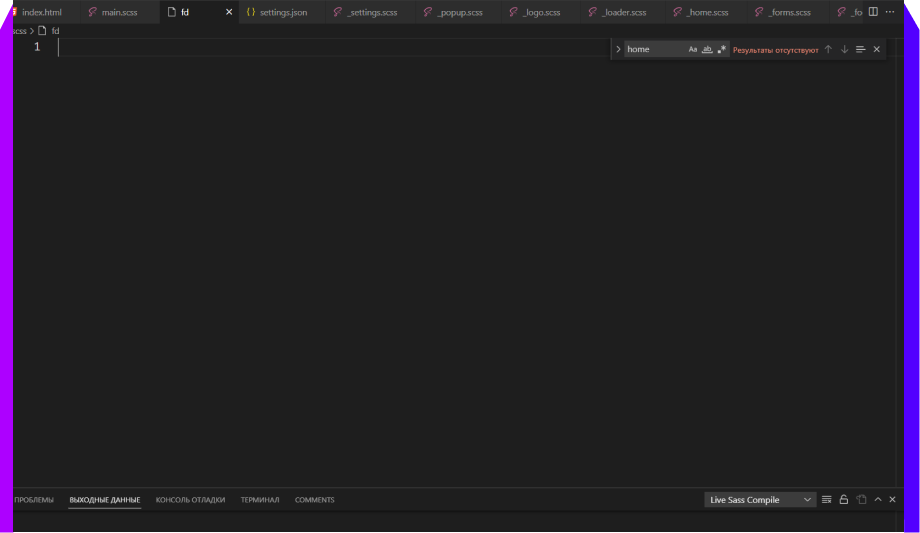 index.html main.scss fd settings.json _settings.scss _popup.scss _logo.scss _loader.scss _home.scss _forms.scss _fo
scss > fd
1
home Aa ab Результаты отсутствуют
ПРОБЛЕМЫ ВЫХОДНЫЕ ДАННЫЕ КОНСОЛЬ ОТЛАДКИ ТЕРМИНАЛ COMMENTS Live Sass Compile